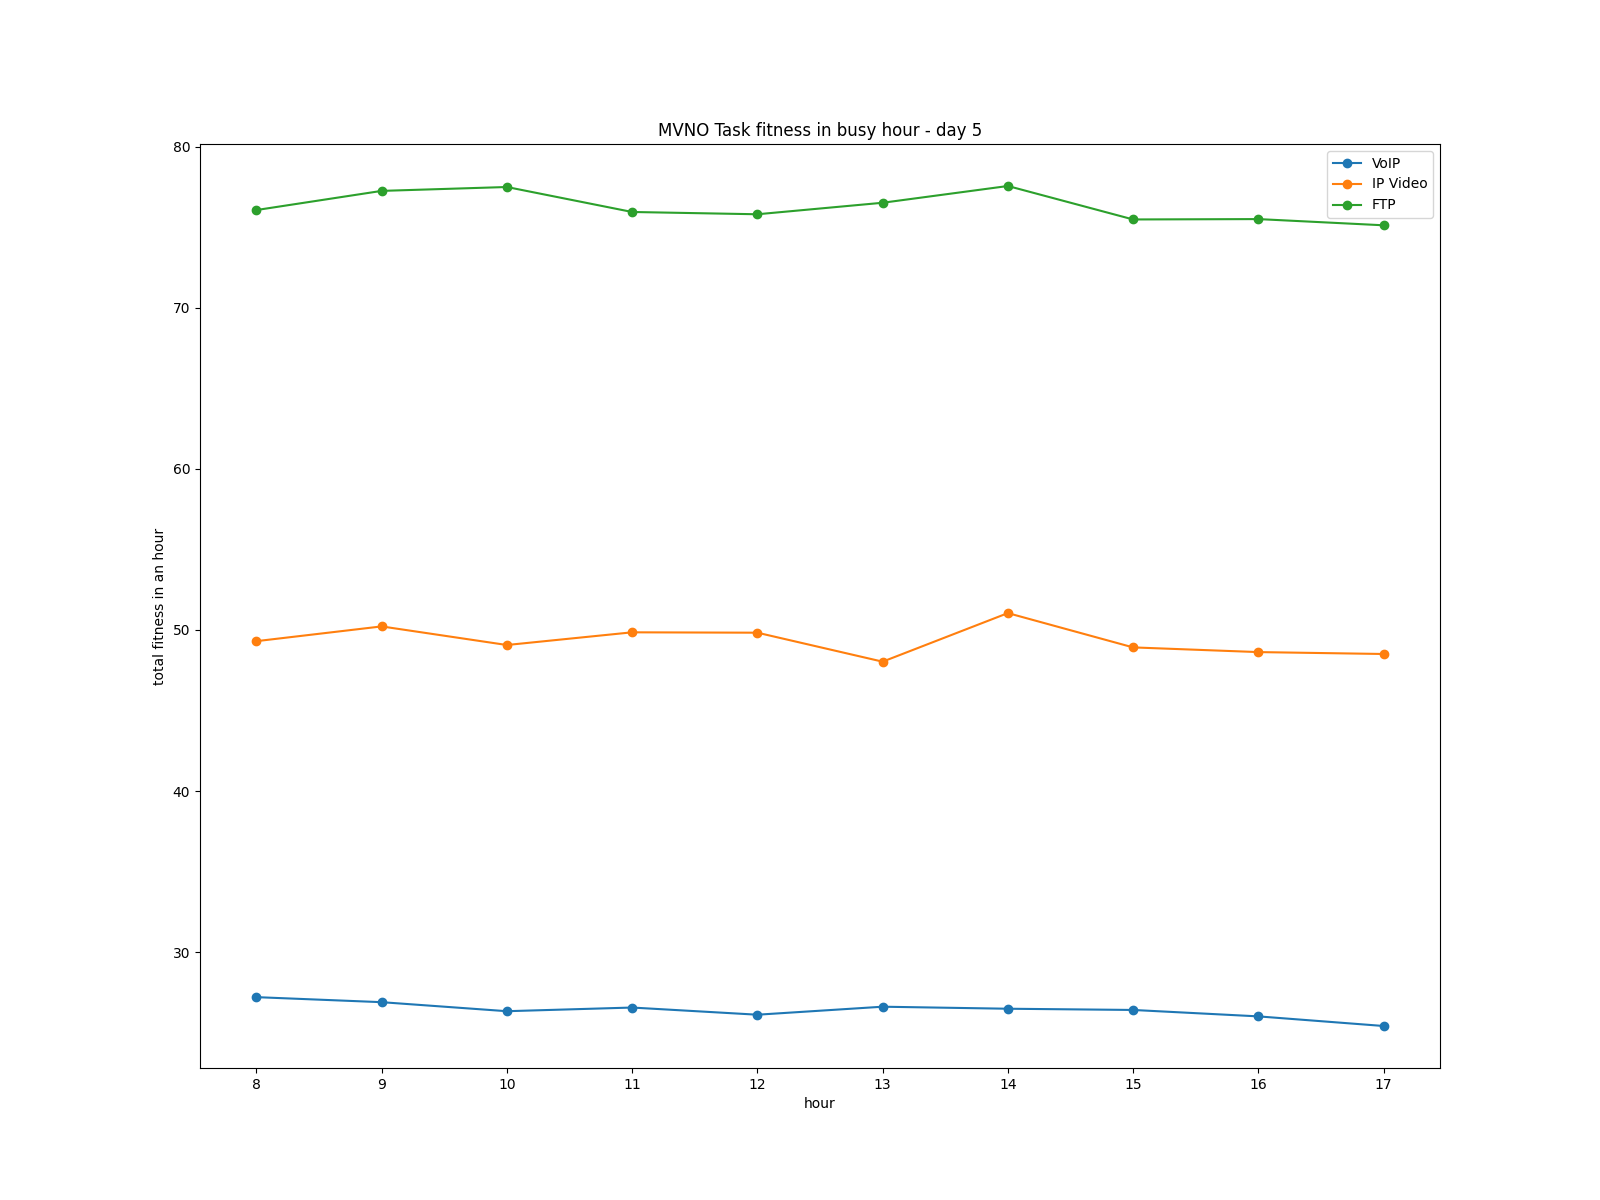 MVNO Task fitness in busy hour - day 5
VoIP
IP Video
FTP
80
70
60
50
40
30
total fitness in an hour
8 9 10 11 12 13 14 15 16 17
hour